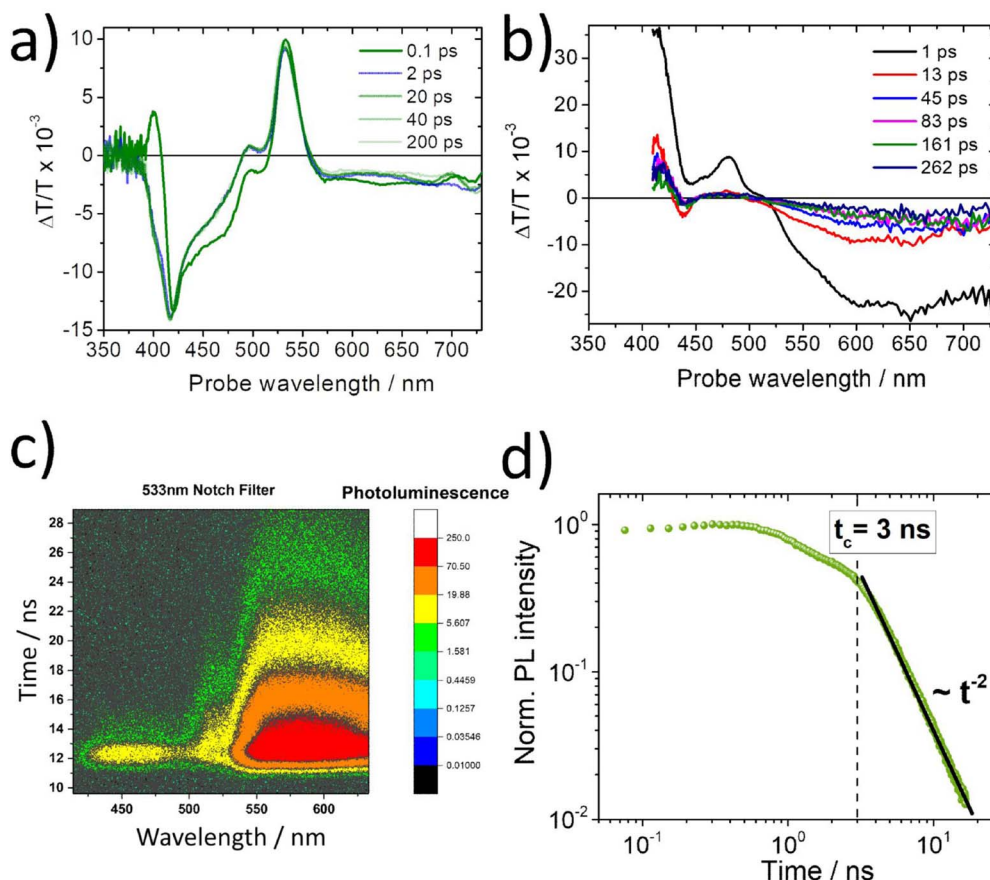 a)
ΔT/T x 10⁻³
10
5
0
-5
-10
-15
350 400 450 500 550 600 650 700
Probe wavelength / nm
0.1 ps
2 ps
20 ps
40 ps
200 ps
b)
ΔT/T x 10⁻³
30
20
10
0
-10
-20
350 400 450 500 550 600 650 700
Probe wavelength / nm
1 ps
13 ps
45 ps
83 ps
161 ps
262 ps
c)
533nm Notch Filter
Photoluminescence
Time / ns
28
26
24
22
20
18
16
14
12
10
450 500 550 600
Wavelength / nm
250.0
70.50
19.88
5.607
1.581
0.4459
0.1257
0.03546
0.01000
d)
Norm. PL intensity
10⁰
10⁻¹
10⁻²
10⁻¹ 10⁰ 10¹
Time / ns
t_c = 3 ns
~ t⁻²